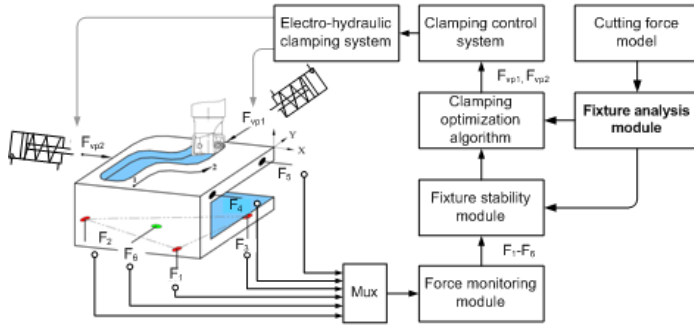 Electro-hydraulic
clamping system
Clamping control
system
Cutting force
model
Fvp1, Fvp2
Clamping
optimization
algorithm
Fixture analysis
module
Fvp1
Fvp2
Y
X
1
2
F5
Fixture stability
module
F4
F2
F3
F6
F1
F1-F6
Mux
Force monitoring
module